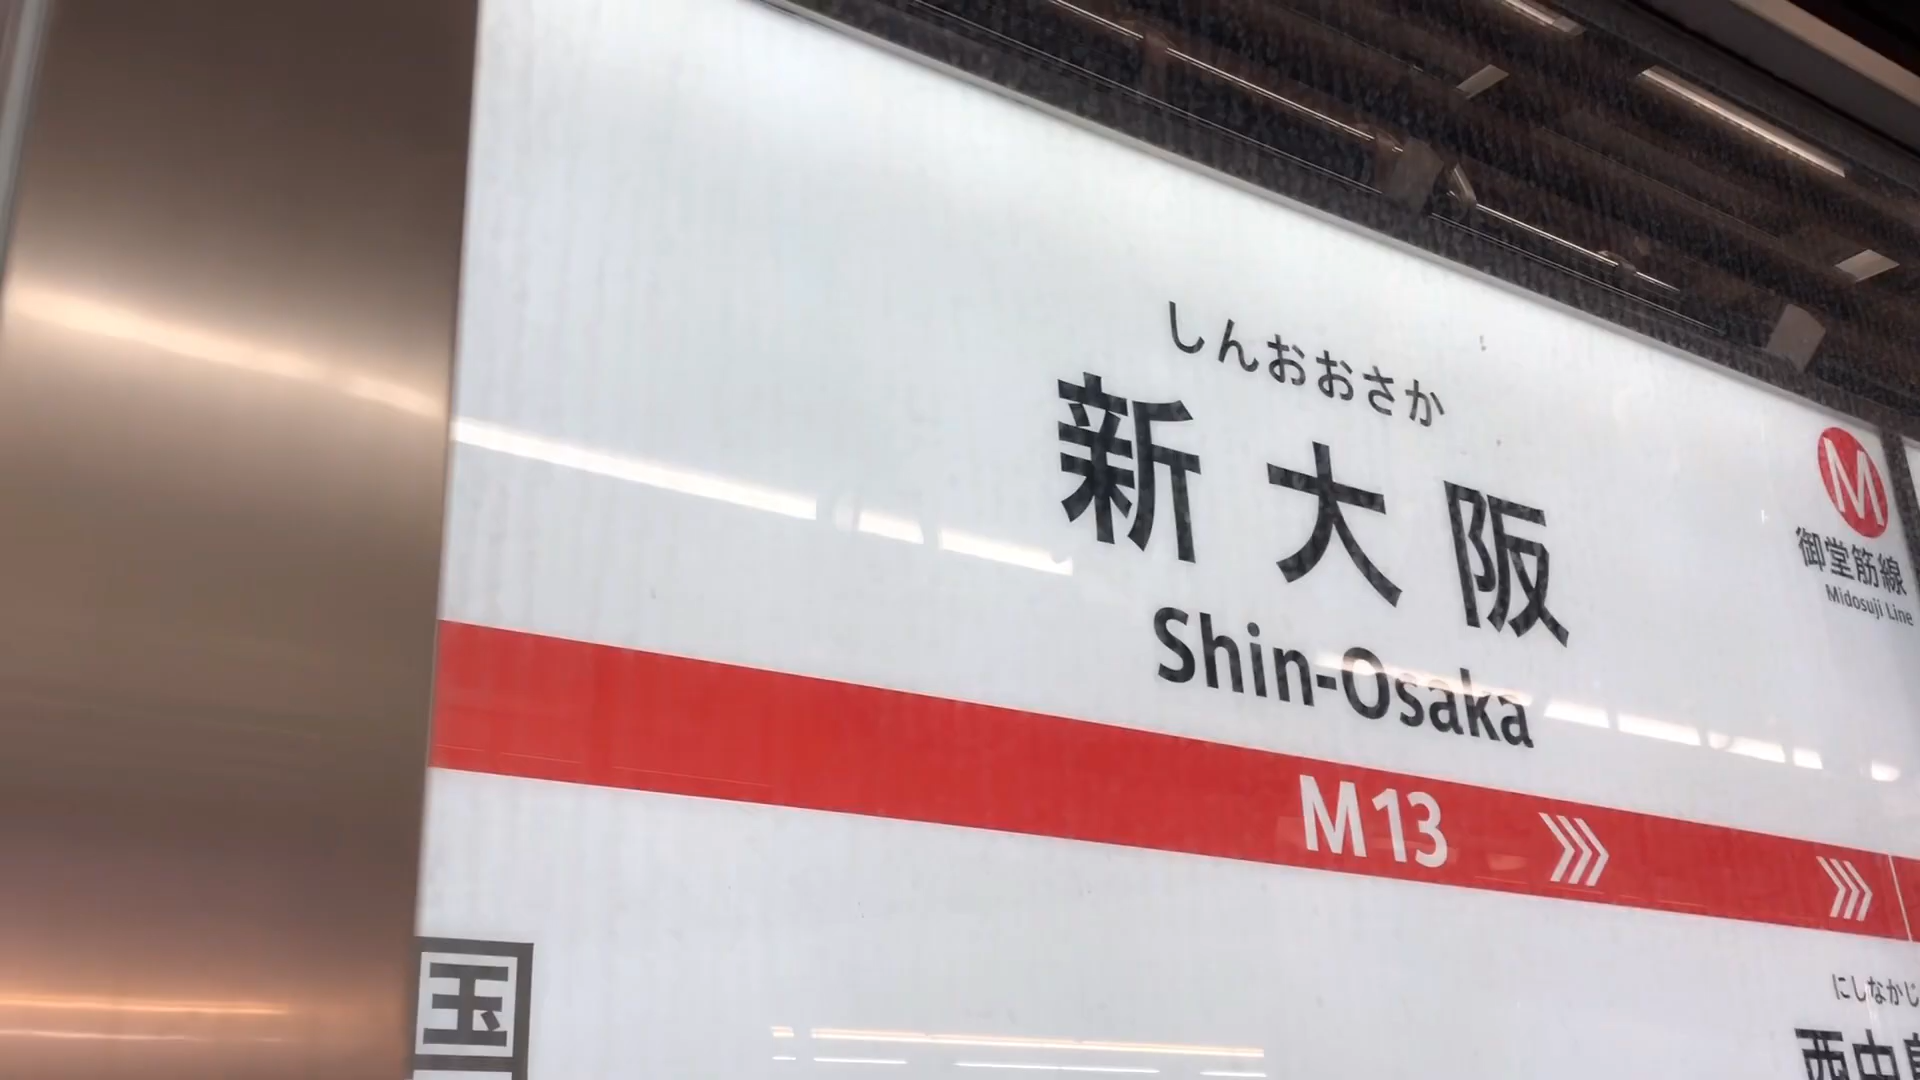 しんおおさか
新大阪
Shin-Osaka
M
御堂筋線
Midosuji Line
M13
国
にしなかじ
西中島